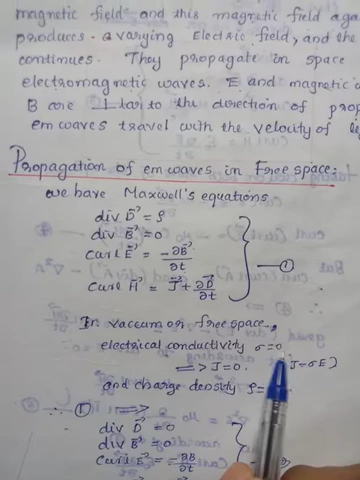 magnetic field and this magnetic field aga
produces a varying Electric field, and the
continues. They propagate in space
electromagnetic waves. E and magnetic
B are ⊥lar to the direction of prop
em waves travel with the velocity of li
Propagation of em waves in Free space:
we have Maxwell's equations
div D⃗ = ρ
div B⃗ = 0
Curl E⃗ = -∂B⃗/∂t
Curl H⃗ = J⃗ + ∂D⃗/∂t
①
In vaccum or free space,
electrical conductivity σ=0
⟹ J=0. (J=σE)
and charge density ρ=
∴ ① ⟹
div D⃗ = 0
div B⃗ = 0
Curl E⃗ = -∂B/∂t